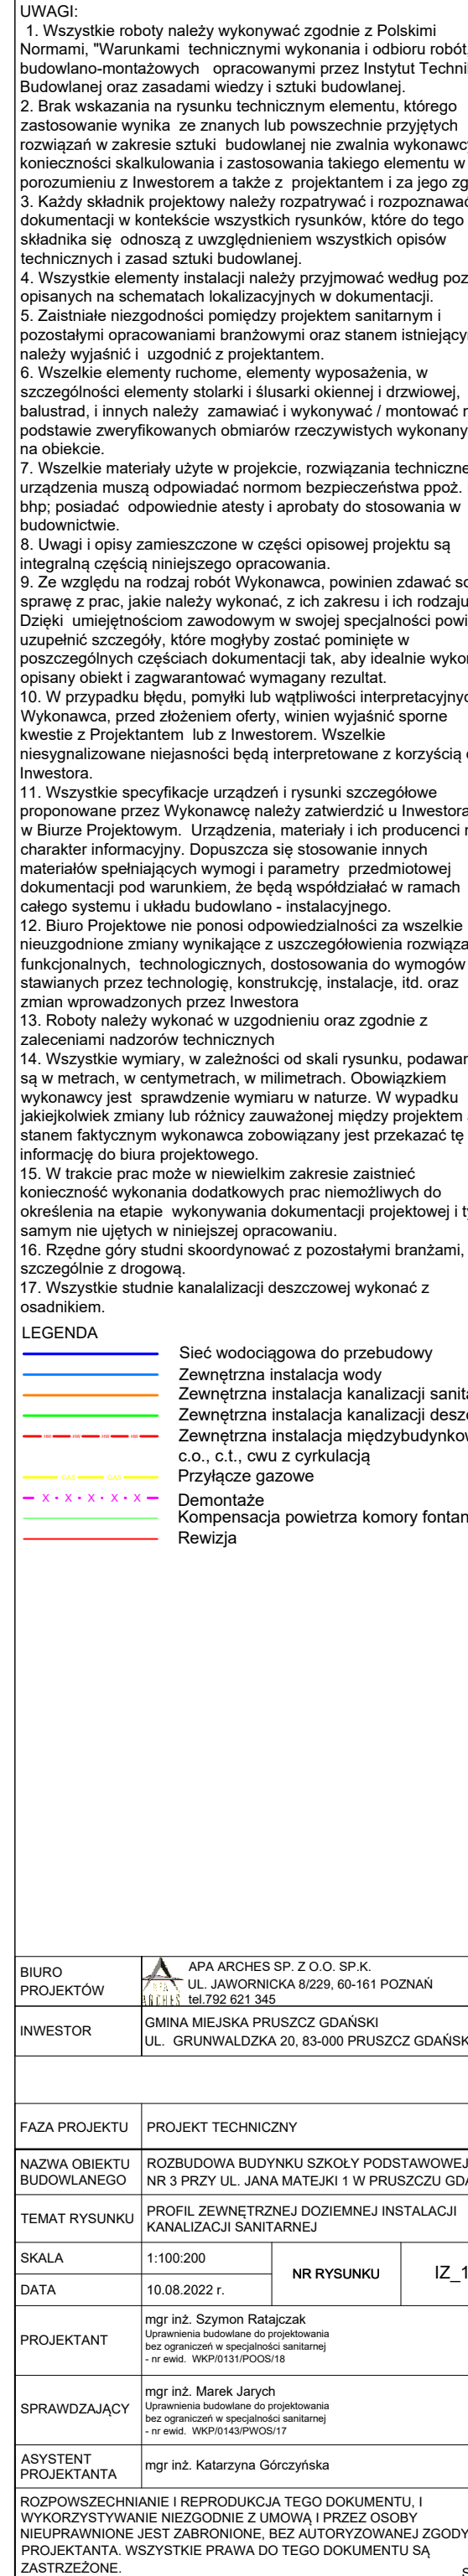 UWAGI:
1. Wszystkie roboty należy wykonywać zgodnie z Polskimi
Normami, "Warunkami technicznymi wykonania i odbioru robót
budowlano-montażowych opracowanymi przez Instytut Techni
Budowlanej oraz zasadami wiedzy i sztuki budowlanej.
2. Brak wskazania na rysunku technicznym elementu, którego
zastosowanie wynika ze znanych lub powszechnie przyjętych
rozwiązań w zakresie sztuki budowlanej nie zwalnia wykonawcy
konieczności skalkulowania i zastosowania takiego elementu w
porozumieniu z Inwestorem a także z projektantem i za jego zg
3. Każdy składnik projektowy należy rozpatrywać i rozpoznawać
dokumentacji w kontekście wszystkich rysunków, które do tego
składnika się odnoszą z uwzględnieniem wszystkich opisów
technicznych i zasad sztuki budowlanej.
4. Wszystkie elementy instalacji należy przyjmować według poz
opisanych na schematach lokalizacyjnych w dokumentacji.
5. Zaistniałe niezgodności pomiędzy projektem sanitarnym i
pozostałymi opracowaniami branżowymi oraz stanem istniejący
należy wyjaśnić i uzgodnić z projektantem.
6. Wszelkie elementy ruchome, elementy wyposażenia, w
szczególności elementy stolarki i ślusarki okiennej i drzwiowej,
balustrad, i innych należy zamawiać i wykonywać / montować n
podstawie zweryfikowanych obmiarów rzeczywistych wykonany
na obiekcie.
7. Wszelkie materiały użyte w projekcie, rozwiązania techniczne
urządzenia muszą odpowiadać normom bezpieczeństwa ppoż.
bhp; posiadać odpowiednie atesty i aprobaty do stosowania w
budownictwie.
8. Uwagi i opisy zamieszczone w części opisowej projektu są
integralną częścią niniejszego opracowania.
9. Ze względu na rodzaj robót Wykonawca, powinien zdawać so
sprawę z prac, jakie należy wykonać, z ich zakresu i ich rodzaju
Dzięki umiejętnościom zawodowym w swojej specjalności powi
uzupełnić szczegóły, które mogłyby zostać pominięte w
poszczególnych częściach dokumentacji tak, aby idealnie wykon
opisany obiekt i zagwarantować wymagany rezultat.
10. W przypadku błędu, pomyłki lub wątpliwości interpretacyjnyc
Wykonawca, przed złożeniem oferty, winien wyjaśnić sporne
kwestie z Projektantem lub z Inwestorem. Wszelkie
niesygnalizowane niejasności będą interpretowane z korzyścią
Inwestora.
11. Wszystkie specyfikacje urządzeń i rysunki szczegółowe
proponowane przez Wykonawcę należy zatwierdzić u Inwestora
w Biurze Projektowym. Urządzenia, materiały i ich producenci
charakter informacyjny. Dopuszcza się stosowanie innych
materiałów spełniających wymogi i parametry przedmiotowej
dokumentacji pod warunkiem, że będą współdziałać w ramach
całego systemu i układu budowlano - instalacyjnego.
12. Biuro Projektowe nie ponosi odpowiedzialności za wszelkie
nieuzgodnione zmiany wynikające z uszczegółowienia rozwiąza
funkcjonalnych, technologicznych, dostosowania do wymogów
stawianych przez technologię, konstrukcję, instalacje, itd. oraz
zmian wprowadzonych przez Inwestora
13. Roboty należy wykonać w uzgodnieniu oraz zgodnie z
zaleceniami nadzorów technicznych
14. Wszystkie wymiary, w zależności od skali rysunku, podawan
są w metrach, w centymetrach, w milimetrach. Obowiązkiem
wykonawcy jest sprawdzenie wymiaru w naturze. W wypadku
jakiejkolwiek zmiany lub różnicy zauważonej między projektem
stanem faktycznym wykonawca zobowiązany jest przekazać tę
informację do biura projektowego.
15. W trakcie prac może w niewielkim zakresie zaistnieć
konieczność wykonania dodatkowych prac niemożliwych do
określenia na etapie wykonywania dokumentacji projektowej i ty
samym nie ujętych w niniejszej opracowaniu.
16. Rzędne góry studni skoordynować z pozostałymi branżami,
szczególnie z drogową.
17. Wszystkie studnie kanalalizacji deszczowej wykonać z
osadnikiem.
LEGENDA
Sieć wodociągowa do przebudowy
Zewnętrzna instalacja wody
Zewnętrzna instalacja kanalizacji sanita
Zewnętrzna instalacja kanalizacji desz
Zewnętrzna instalacja międzybudynkow
c.o., c.t., cwu z cyrkulacją
GAS GAS Przyłącze gazowe
X X X X X Demontaże
Kompensacja powietrza komory fontan
Rewizja
BIURO PROJEKTÓW
APA ARCHES SP. Z O.O. SP.K.
UL. JAWORNICKA 8/229, 60-161 POZNAŃ
tel.792 621 345
INWESTOR
GMINA MIEJSKA PRUSZCZ GDAŃSKI
UL. GRUNWALDZKA 20, 83-000 PRUSZCZ GDAŃSK
FAZA PROJEKTU PROJEKT TECHNICZNY
NAZWA OBIEKTU
BUDOWLANEGO
ROZBUDOWA BUDYNKU SZKOŁY PODSTAWOWEJ
NR 3 PRZY UL. JANA MATEJKI 1 W PRUSZCZU GDA
TEMAT RYSUNKU
PROFIL ZEWNĘTRZNEJ DOZIEMNEJ INSTALACJI
KANALIZACJI SANITARNEJ
SKALA 1:100:200
NR RYSUNKU IZ_1
DATA 10.08.2022 r.
PROJEKTANT
mgr inż. Szymon Ratajczak
Uprawnienia budowlane do projektowania
bez ograniczeń w specjalności sanitarnej
- nr ewid. WKP/0131/POOS/18
SPRAWDZAJĄCY
mgr inż. Marek Jarych
Uprawnienia budowlane do projektowania
bez ograniczeń w specjalności sanitarnej
- nr ewid. WKP/0143/PWOS/17
ASYSTENT
PROJEKTANTA
mgr inż. Katarzyna Górczyńska
ROZPOWSZECHNIANIE I REPRODUKCJA TEGO DOKUMENTU, I
WYKORZYSTYWANIE NIEZGODNIE Z UMOWĄ I PRZEZ OSOBY
NIEUPRAWNIONE JEST ZABRONIONE, BEZ AUTORYZOWANEJ ZGODY
PROJEKTANTA. WSZYSTKIE PRAWA DO TEGO DOKUMENTU SĄ
ZASTRZEŻONE.